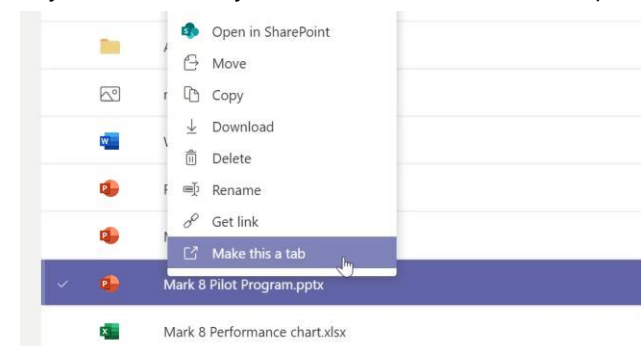 Open in SharePoint
Move
Copy
Download
Delete
Rename
Get link
Make this a tab
Mark 8 Pilot Program.pptx
Mark 8 Performance chart.xlsx